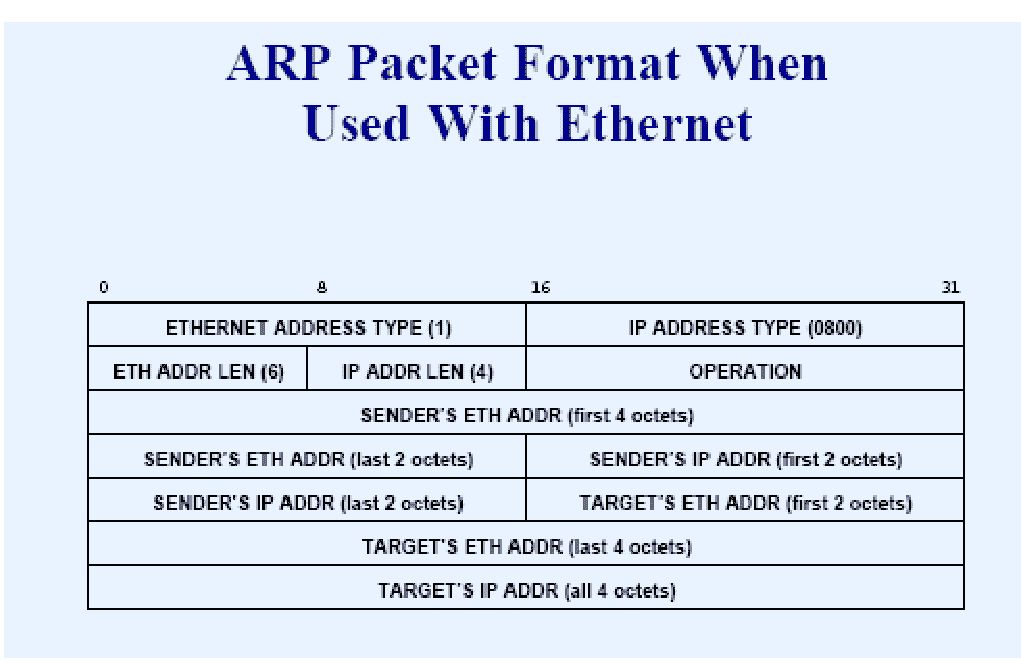 ARP Packet Format When
Used With Ethernet
0 8 16 31
ETHERNET ADDRESS TYPE (1) IP ADDRESS TYPE (0800)
ETH ADDR LEN (6) IP ADDR LEN (4) OPERATION
SENDER'S ETH ADDR (first 4 octets)
SENDER'S ETH ADDR (last 2 octets) SENDER'S IP ADDR (first 2 octets)
SENDER'S IP ADDR (last 2 octets) TARGET'S ETH ADDR (first 2 octets)
TARGET'S ETH ADDR (last 4 octets)
TARGET'S IP ADDR (all 4 octets)